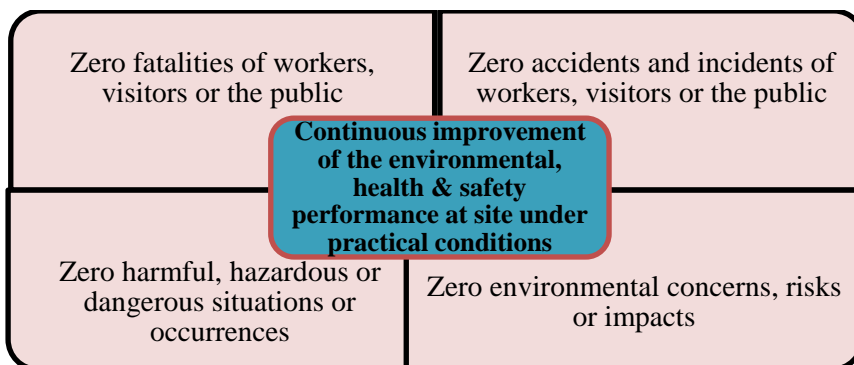 Zero fatalities of workers,
visitors or the public
Zero accidents and incidents of
workers, visitors or the public
Continuous improvement
of the environmental,
health & safety
performance at site under
practical conditions
Zero harmful, hazardous or
dangerous situations or
occurrences
Zero environmental concerns, risks
or impacts